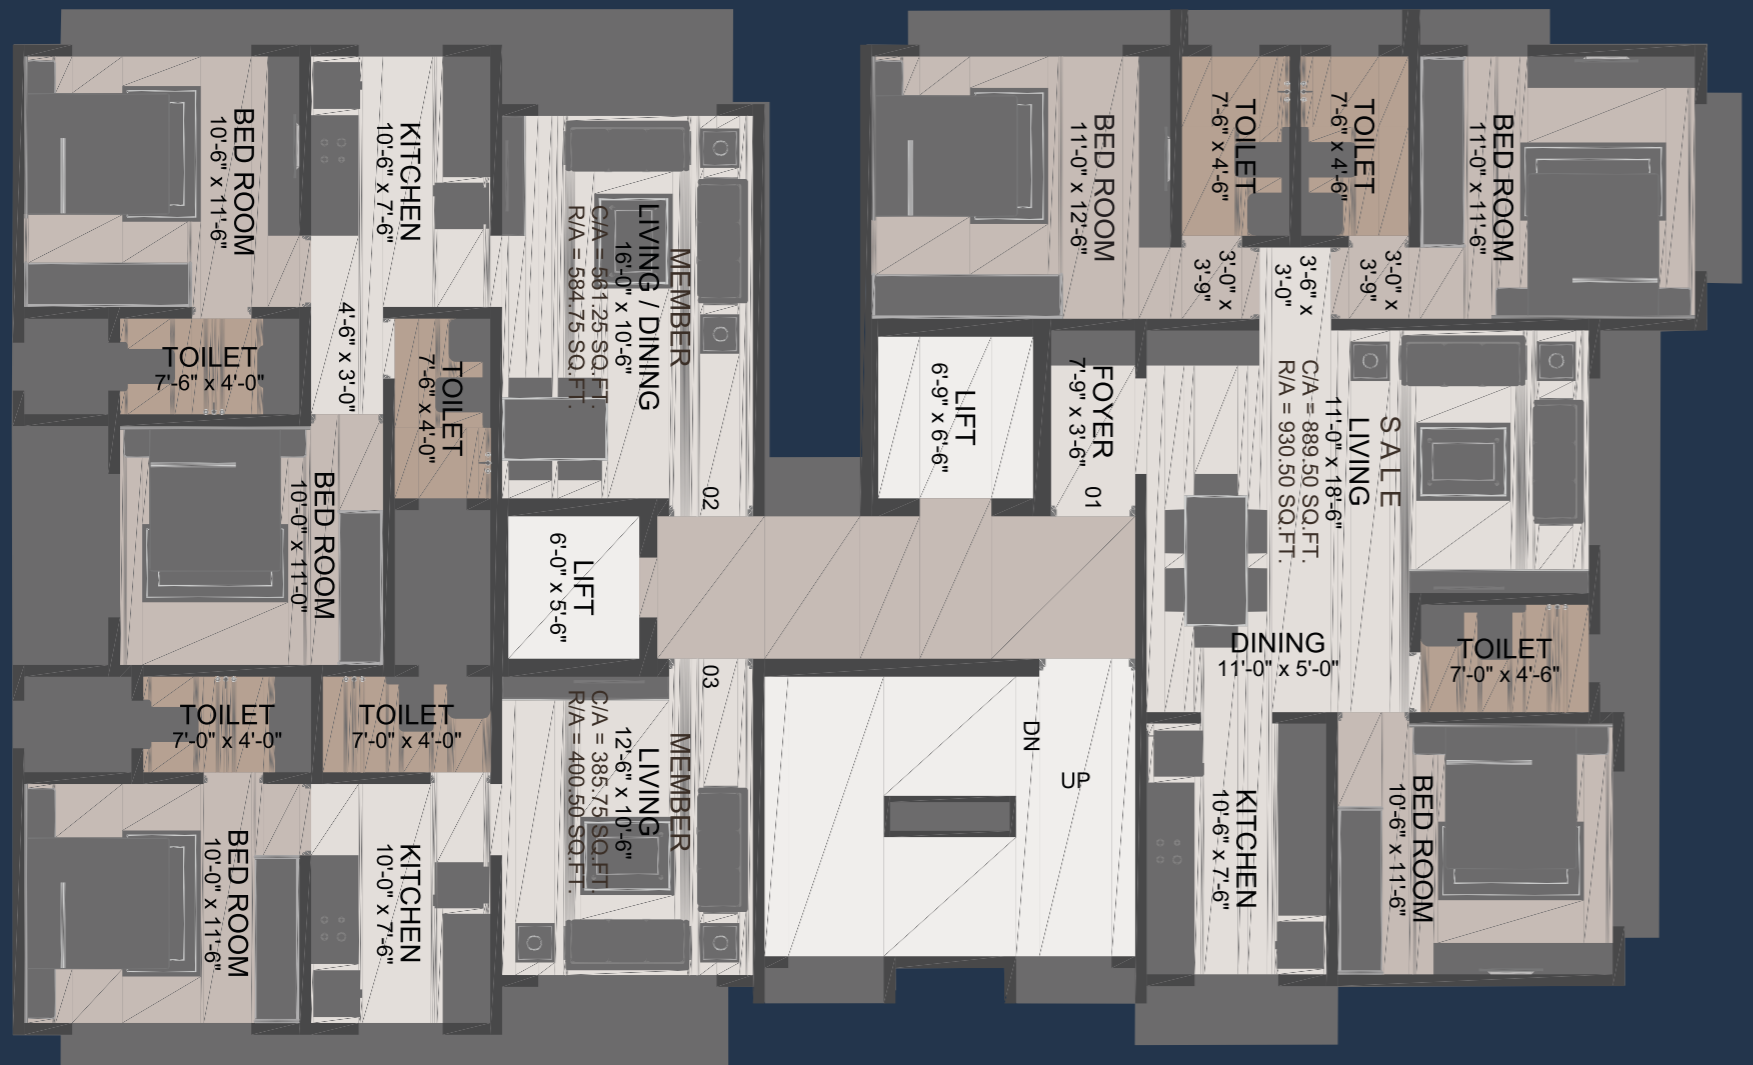 BED ROOM
10'-6" x 11'-6"
KITCHEN
10'-6" x 7'-6"
MEMBER
LIVING / DINING
16'-0" x 10'-6"
C/A = 561.25 SQ.FT.
R/A = 584.75 SQ.FT.
TOILET
7'-6" x 4'-0"
4'-6" x 3'-0"
TOILET
7'-6" x 4'-0"
BED ROOM
10'-0" x 11'-0"
02
LIFT
6'-0" x 5'-6"
03
TOILET
7'-0" x 4'-0"
TOILET
7'-0" x 4'-0"
BED ROOM
10'-0" x 11'-6"
KITCHEN
10'-0" x 7'-6"
MEMBER
LIVING
12'-6" x 10'-6"
C/A = 385.75 SQ.FT.
R/A = 400.50 SQ.FT.
BED ROOM
11'-0" x 12'-6"
TOILET
7'-6" x 4'-6"
TOILET
7'-6" x 4'-6"
BED ROOM
11'-0" x 11'-6"
3'-0" x
3'-9"
3'-6" x
3'-0"
3'-0" x
3'-9"
LIFT
6'-9" x 6'-6"
FOYER
7'-9" x 3'-6"
01
SALE
LIVING
11'-0" x 18'-6"
C/A = 889.50 SQ.FT.
R/A = 930.50 SQ.FT.
DINING
11'-0" x 5'-0"
TOILET
7'-0" x 4'-6"
DN
UP
KITCHEN
10'-6" x 7'-6"
BED ROOM
10'-6" x 11'-6"